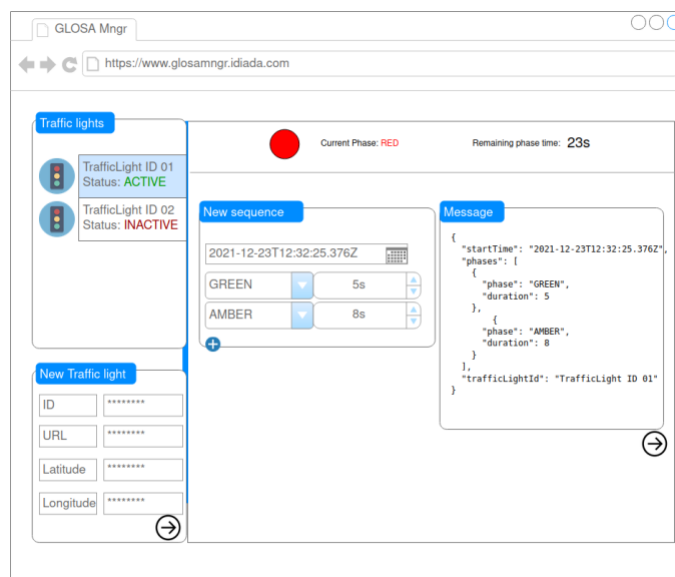 GLOSA Mngr
https://www.glosamngr.idiada.com
Traffic lights
TrafficLight ID 01
Status: ACTIVE
TrafficLight ID 02
Status: INACTIVE
New Traffic light
ID ********
URL ********
Latitude ********
Longitude ********
Current Phase: RED
Remaining phase time: 23s
New sequence
2021-12-23T12:32:25.376Z
GREEN 5s
AMBER 8s
Message
{
"startTime": "2021-12-23T12:32:25.376Z",
"phases": [
{
"phase": "GREEN",
"duration": 5
},
{
"phase": "AMBER",
"duration": 8
}
],
"trafficLightId": "TrafficLight ID 01"
}